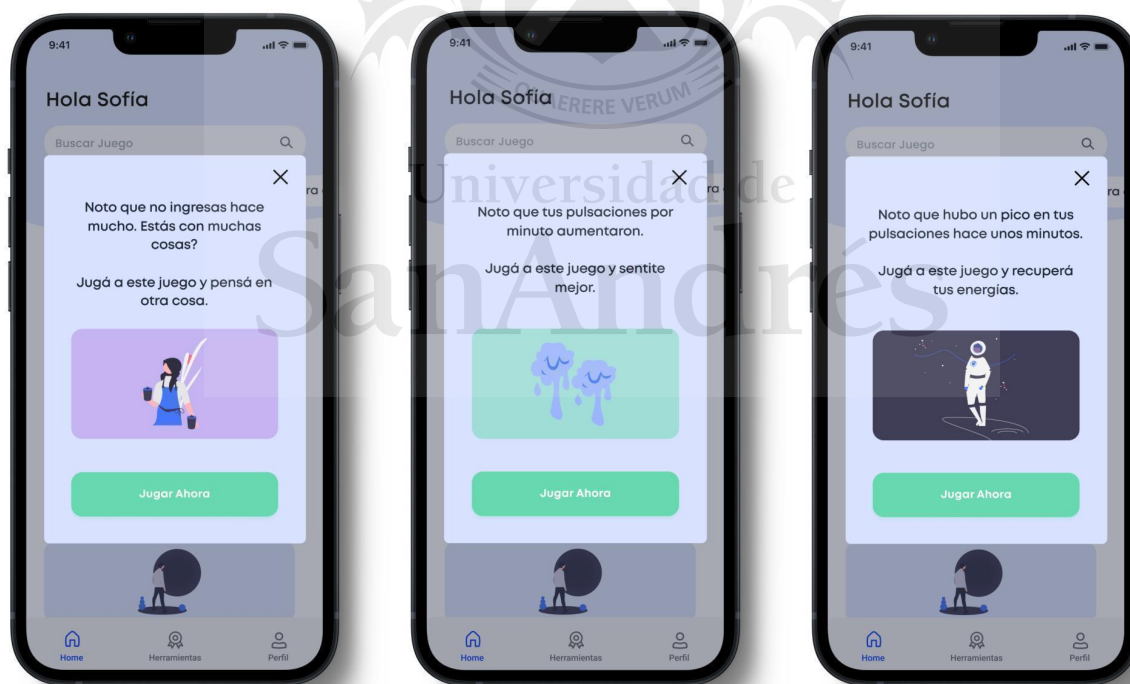 9:41
Hola Sofía
Buscar Juego
ra
Noto que no ingresas hace
mucho. Estás con muchas
cosas?
Jugá a este juego y pensá en
otra cosa.
Jugar Ahora
Home
Herramientas
Perfil
9:41
Hola Sofía
Buscar Juego
ra
Noto que tus pulsaciones por
minuto aumentaron.
Jugá a este juego y sentite
mejor.
Jugar Ahora
Home
Herramientas
Perfil
9:41
Hola Sofía
Buscar Juego
ra
Noto que hubo un pico en tus
pulsaciones hace unos minutos.
Jugá a este juego y recuperá
tus energías.
Jugar Ahora
Home
Herramientas
Perfil
QUAERERE VERUM
Universidad de
SanAndrés